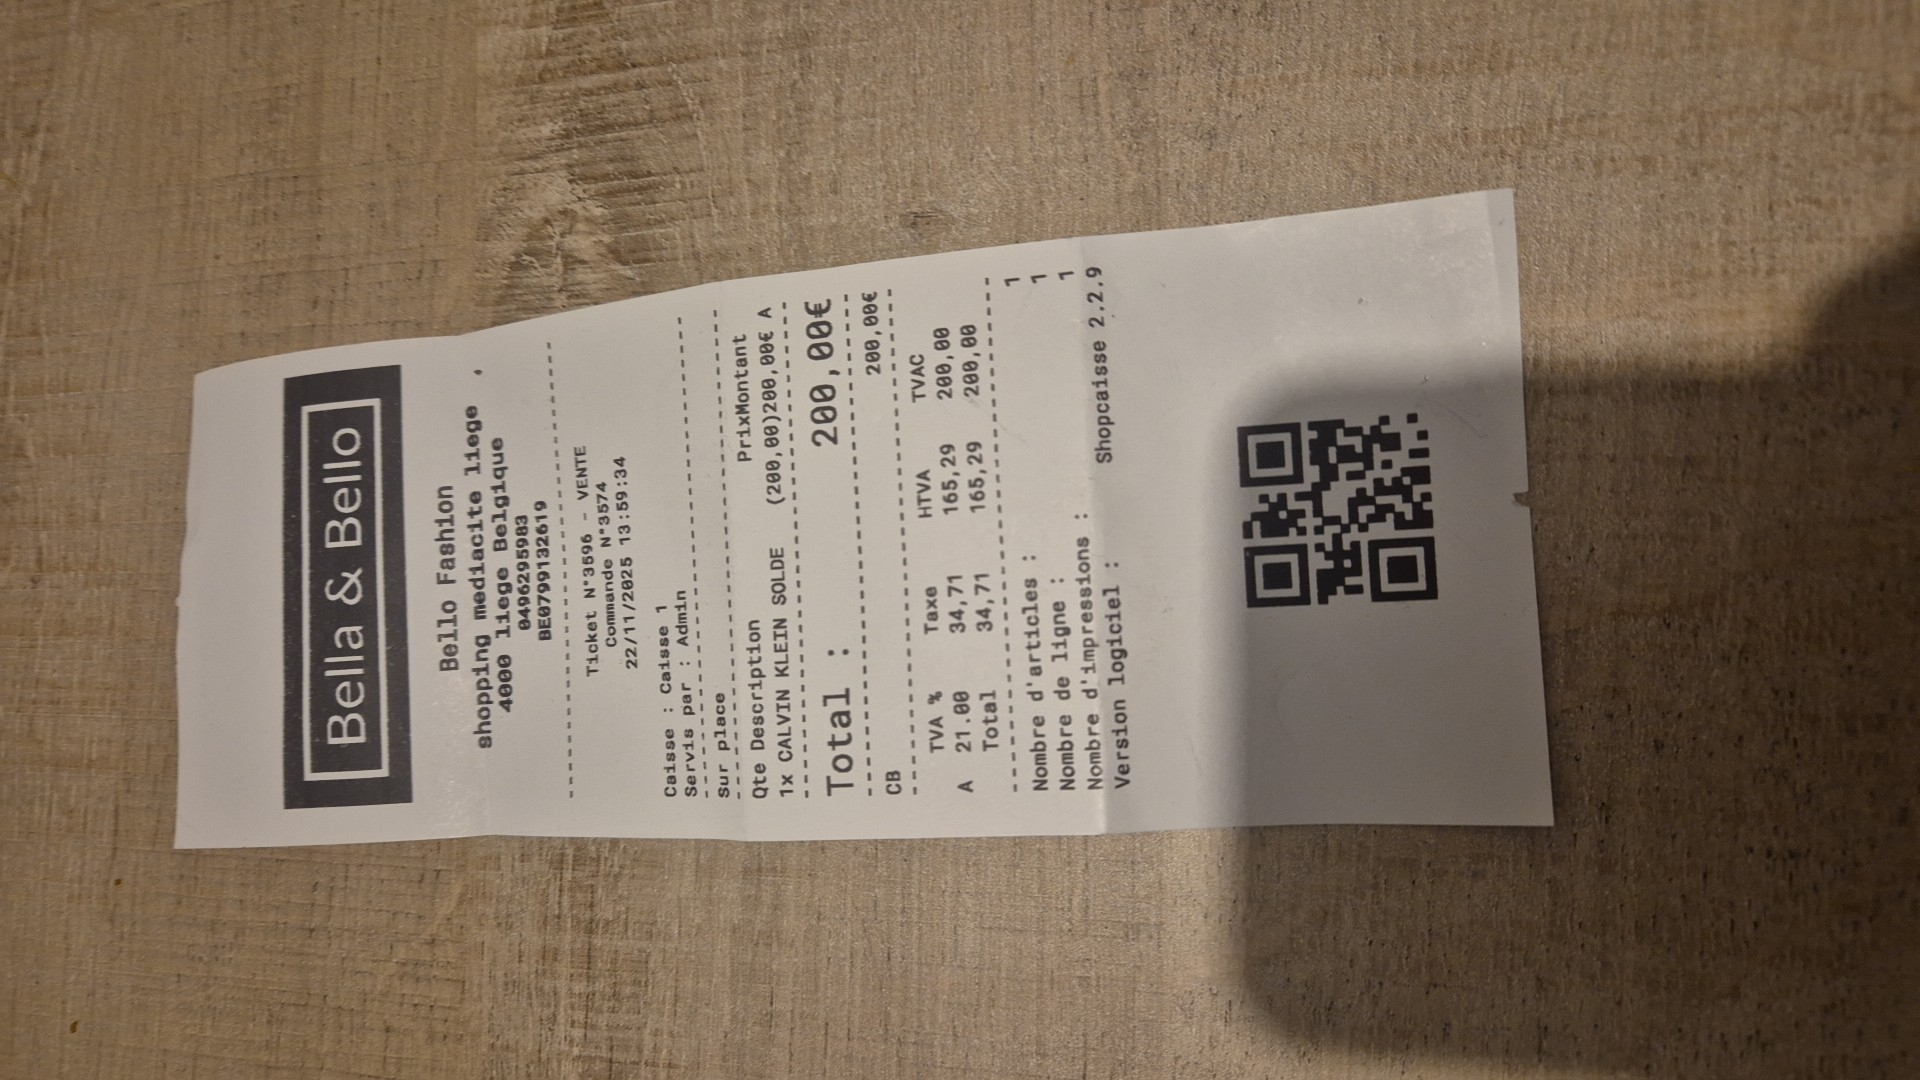 Bella & Bello
Bello Fashion
shopping mediacite liege ,
4000 liege Belgique
0496295983
BE0799132619
Ticket N°3596 - VENTE
Commande N°3574
22/11/2025 13:59:34
Caisse : Caisse 1
Servis par : Admin
sur place
Qte Description PrixMontant
1x CALVIN KLEIN SOLDE (200,00)200,00€ A
Total : 200,00€
CB 200,00€
TVA % Taxe HTVA TVAC
A 21.00 34,71 165,29 200,00
Total 34,71 165,29 200,00
Nombre d'articles : 1
Nombre de ligne : 1
Nombre d'impressions : 1
Version logiciel : Shopcaisse 2.2.9